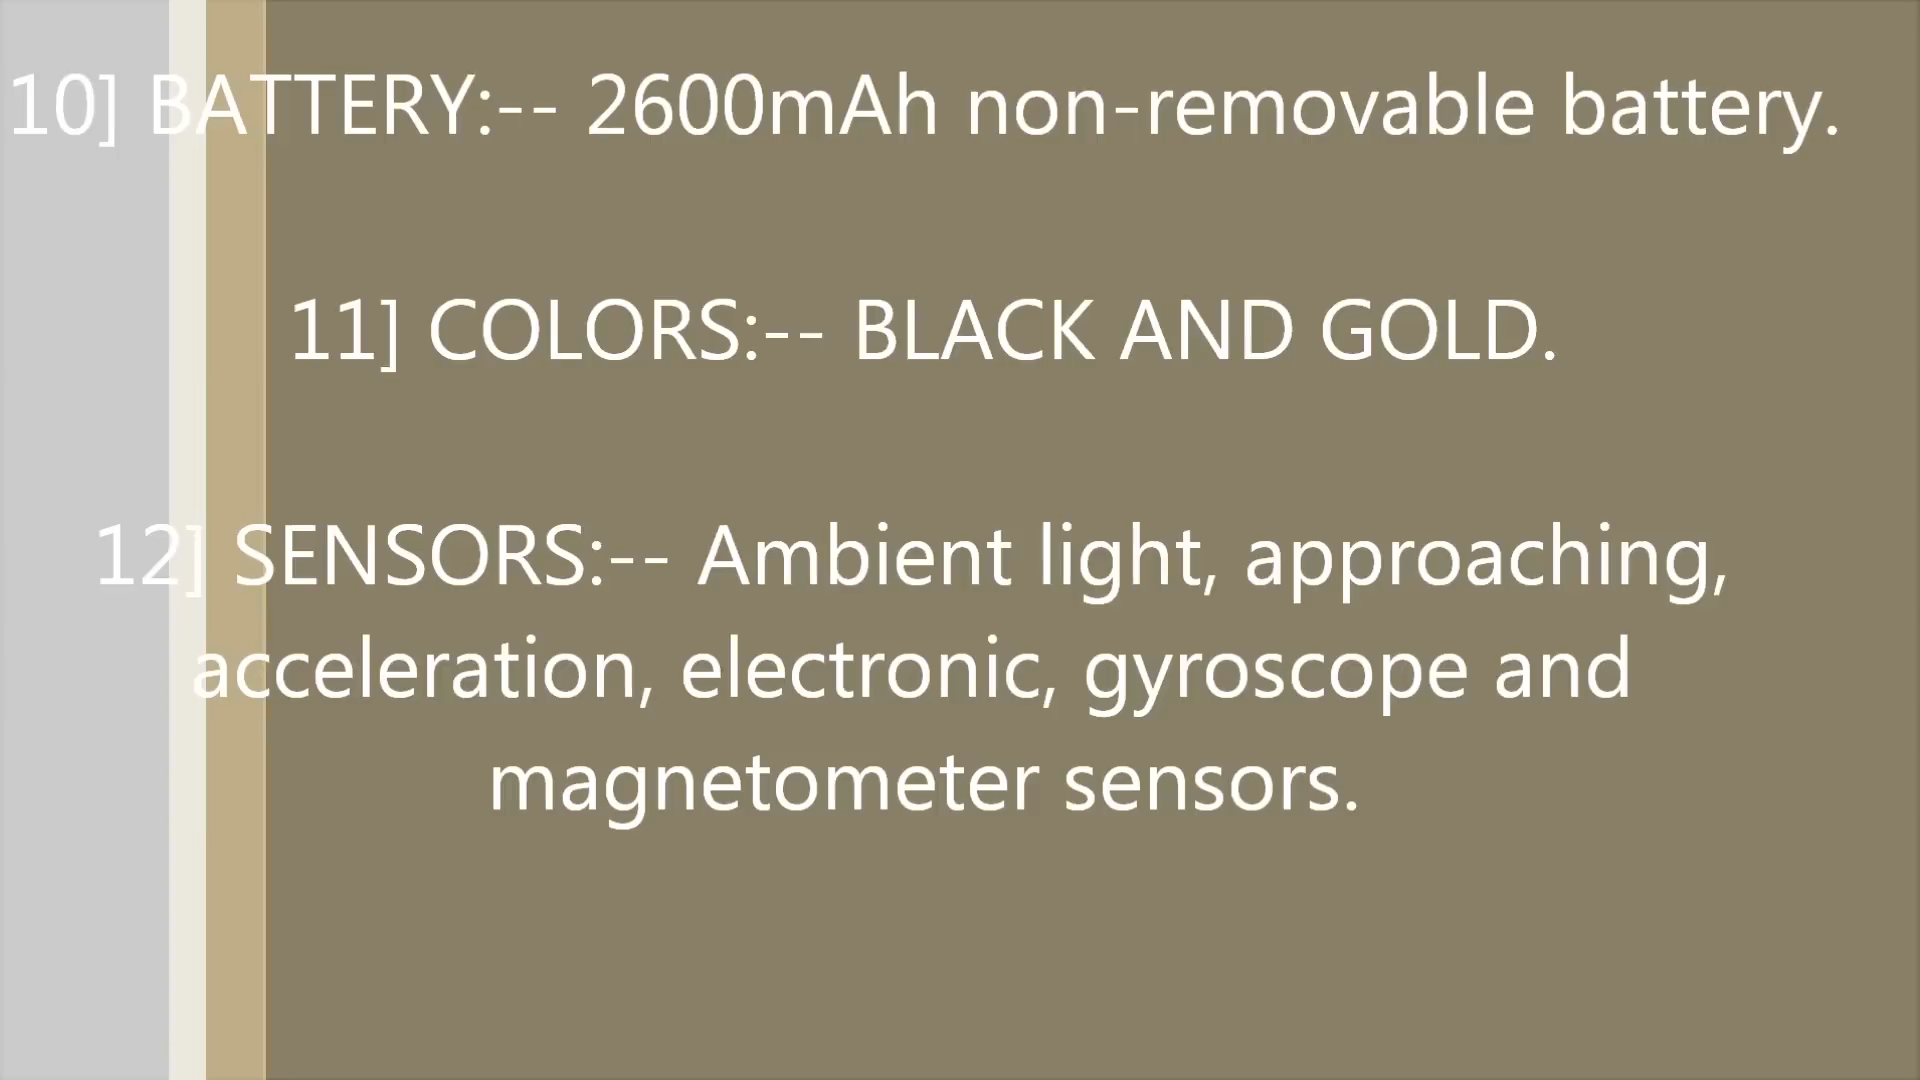 10] BATTERY:-- 2600mAh non-removable battery.
11] COLORS:-- BLACK AND GOLD.
12] SENSORS:-- Ambient light, approaching,
acceleration, electronic, gyroscope and
magnetometer sensors.